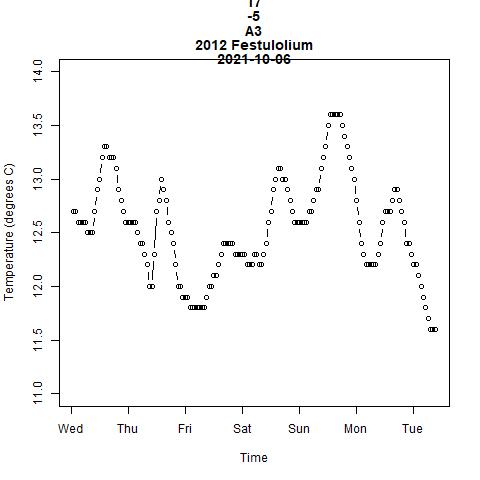 17
-5
A3
2012 Festulolium
2021-10-06
Temperature (degrees C)
14.0
13.5
13.0
12.5
12.0
11.5
11.0
Wed Thu Fri Sat Sun Mon Tue
Time